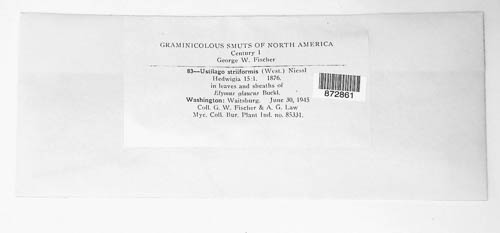 GRAMINICOLOUS SMUTS OF NORTH AMERICA
Century I
George W. Fischer
83—Ustilago striiformis (West.) Niessl
Hedwigia 15:1. 1876.
in leaves and sheaths of
Elymus glaucus Buckl.
Washington: Waitsburg. June 30, 1945
Coll. G. W. Fischer & A. G. Law
Myc. Coll. Bur. Plant Ind. no. 85331.
872861